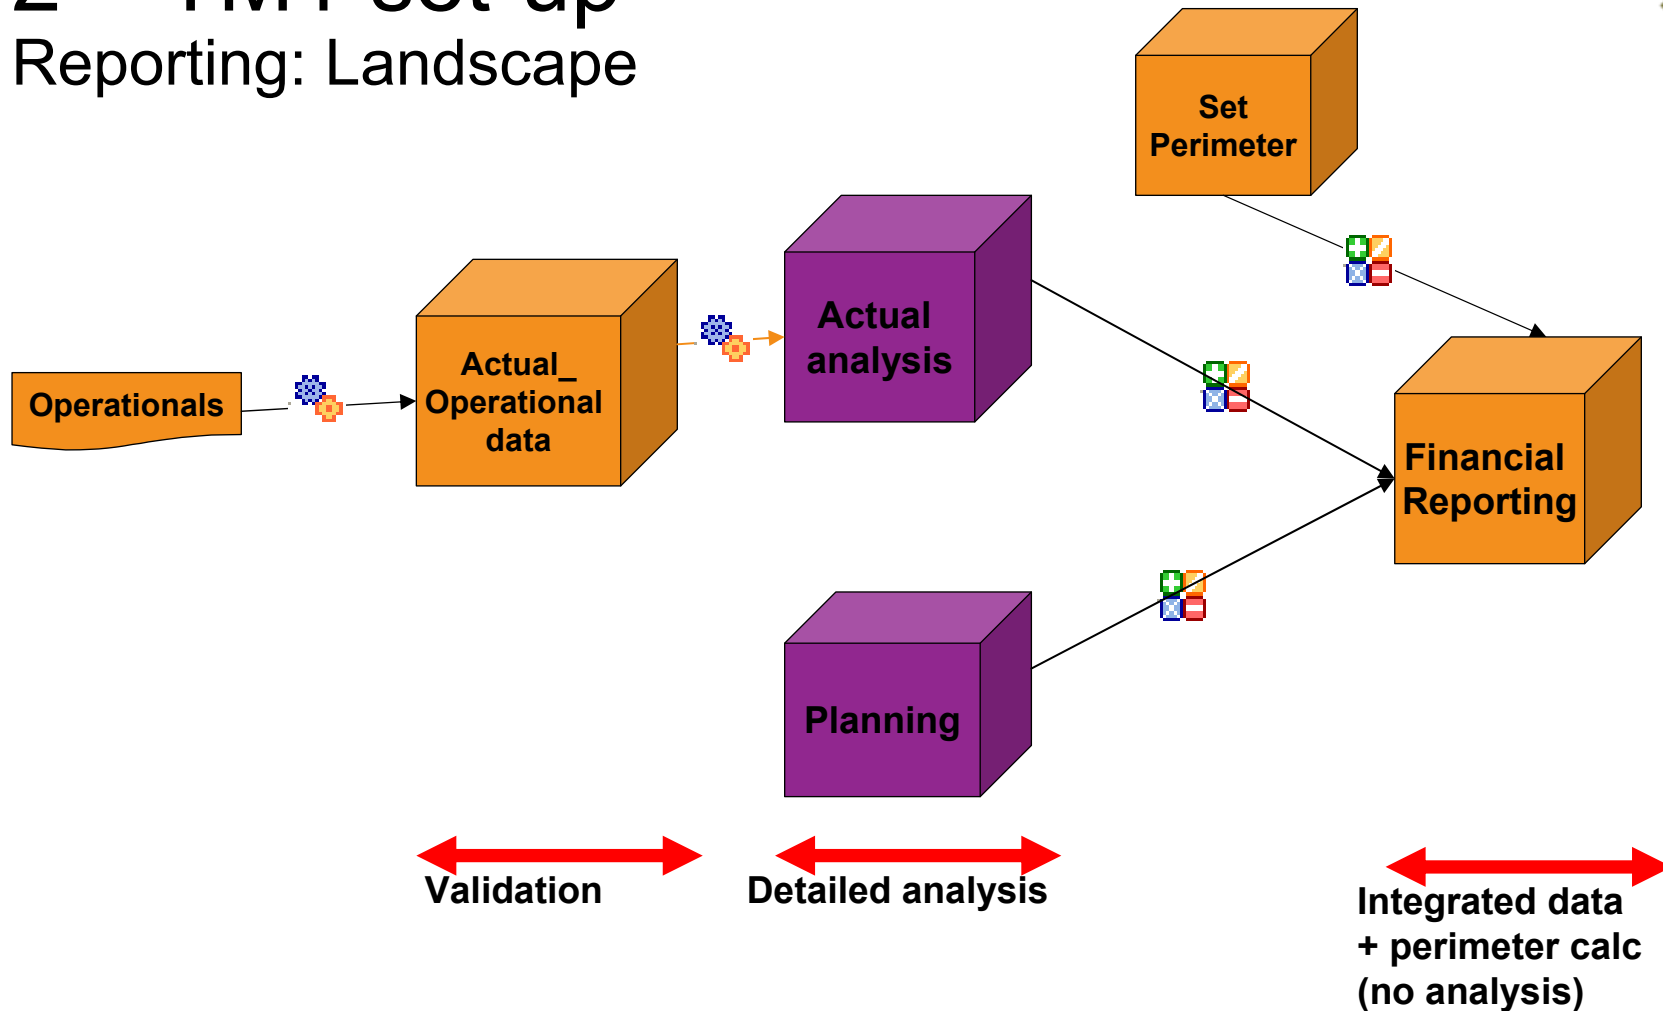 Reporting: Landscape
Set
Perimeter
Actual
analysis
Actual_
Operational
data
Operationals
Financial
Reporting
Planning
Validation
Detailed analysis
Integrated data
+ perimeter calc
(no analysis)